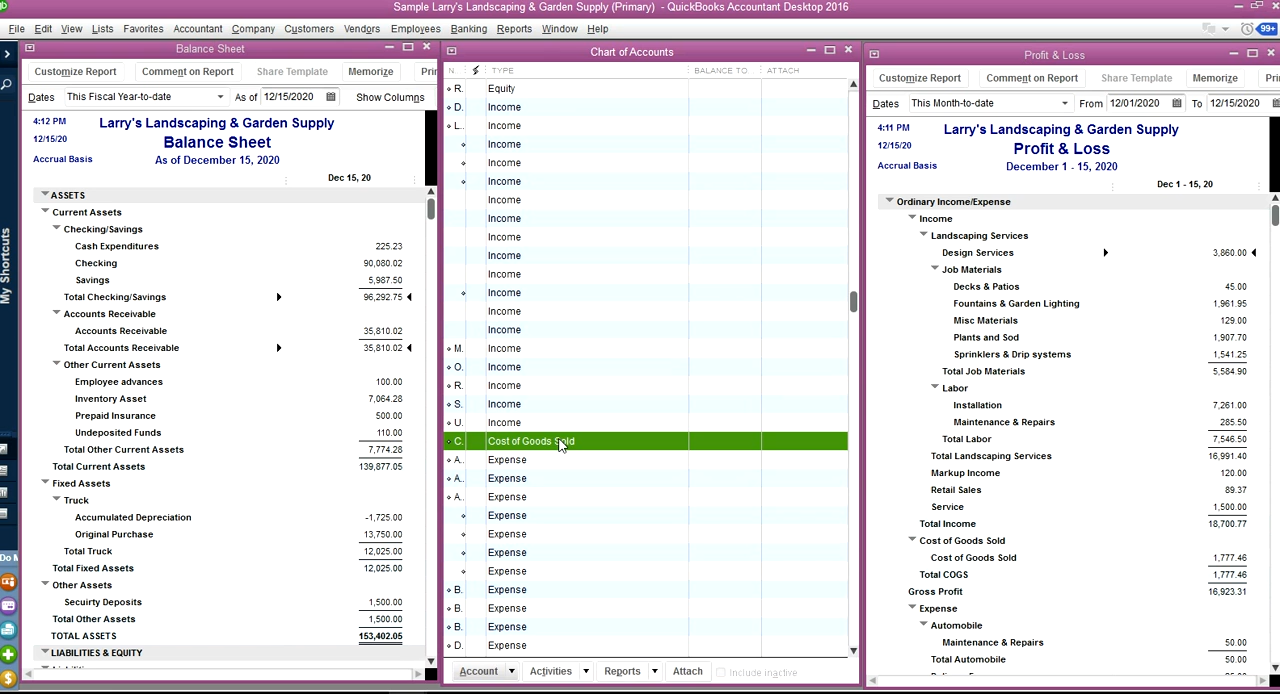 Sample Larry's Landscaping & Garden Supply (Primary) - QuickBooks Accountant Desktop 2016
File Edit View Lists Favorites Accountant Company Customers Vendors Employees Banking Reports Window Help 99+
My Shortcuts
Do M
Balance Sheet
Customize Report Comment on Report Share Template Memorize Prin
Dates This Fiscal Year-to-date As of 12/15/2020 Show Columns
4:12 PM Larry's Landscaping & Garden Supply
12/15/20 Balance Sheet
Accrual Basis As of December 15, 2020
Dec 15, 20
ASSETS
Current Assets
Checking/Savings
Cash Expenditures 225.23
Checking 90,080.02
Savings 5,987.50
Total Checking/Savings 96,292.75
Accounts Receivable
Accounts Receivable 35,810.02
Total Accounts Receivable 35,810.02
Other Current Assets
Employee advances 100.00
Inventory Asset 7,064.28
Prepaid Insurance 500.00
Undeposited Funds 110.00
Total Other Current Assets 7,774.28
Total Current Assets 139,877.05
Fixed Assets
Truck
Accumulated Depreciation -1,725.00
Original Purchase 13,750.00
Total Truck 12,025.00
Total Fixed Assets 12,025.00
Other Assets
Secuirty Deposits 1,500.00
Total Other Assets 1,500.00
TOTAL ASSETS 153,402.05
LIABILITIES & EQUITY
Chart of Accounts
N... TYPE BALANCE TO... ATTACH
R. Equity
D. Income
L.. Income
Income
Income
Income
Income
Income
Income
Income
Income
Income
Income
Income
M. Income
O. Income
R. Income
S. Income
U. Income
C. Cost of Goods Sold
A.. Expense
A.. Expense
A.. Expense
Expense
Expense
Expense
Expense
B. Expense
B. Expense
B. Expense
D. Expense
Account Activities Reports Attach Include inactive
Profit & Loss
Customize Report Comment on Report Share Template Memorize Prin
Dates This Month-to-date From 12/01/2020 To 12/15/2020
4:11 PM Larry's Landscaping & Garden Supply
12/15/20 Profit & Loss
Accrual Basis December 1 - 15, 2020
Dec 1 - 15, 20
Ordinary Income/Expense
Income
Landscaping Services
Design Services 3,860.00
Job Materials
Decks & Patios 45.00
Fountains & Garden Lighting 1,961.95
Misc Materials 129.00
Plants and Sod 1,907.70
Sprinklers & Drip systems 1,541.25
Total Job Materials 5,584.90
Labor
Installation 7,261.00
Maintenance & Repairs 285.50
Total Labor 7,546.50
Total Landscaping Services 16,991.40
Markup Income 120.00
Retail Sales 89.37
Service 1,500.00
Total Income 18,700.77
Cost of Goods Sold
Cost of Goods Sold 1,777.46
Total COGS 1,777.46
Gross Profit 16,923.31
Expense
Automobile
Maintenance & Repairs 50.00
Total Automobile 50.00